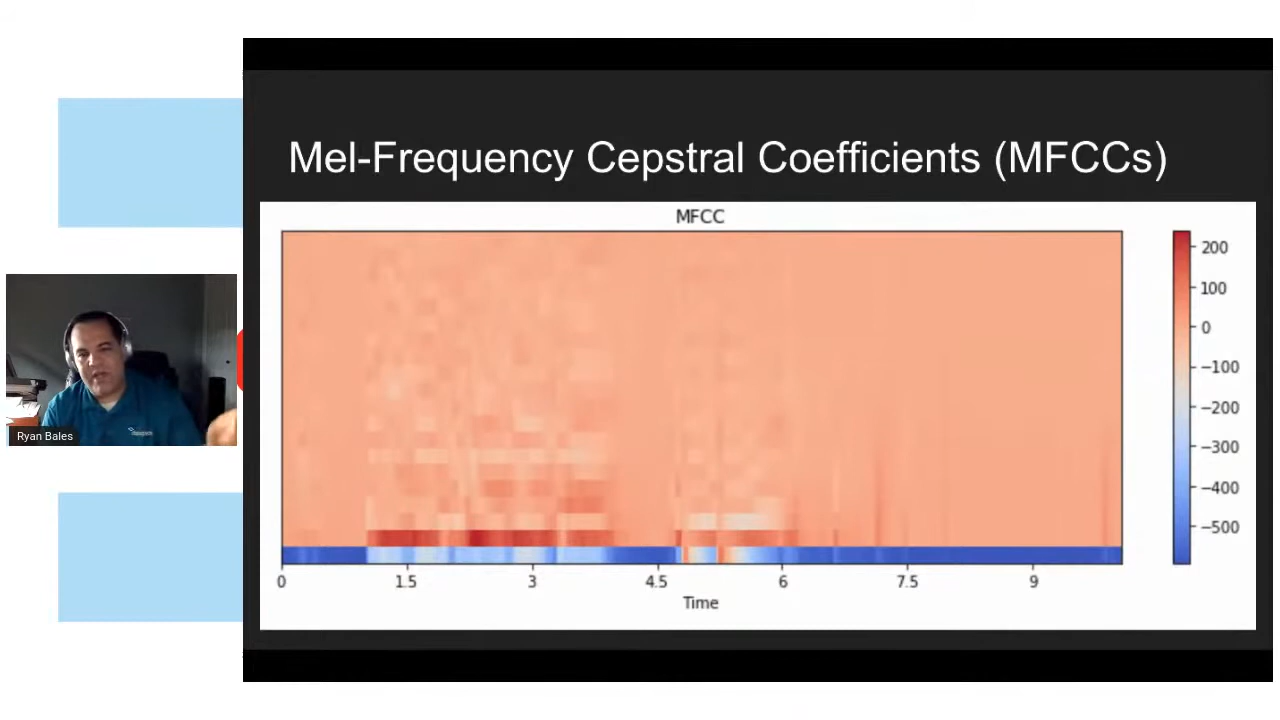 Mel-Frequency Cepstral Coefficients (MFCCs)
MFCC
200
100
0
−100
−200
−300
−400
−500
0 1.5 3 4.5 6 7.5 9
Time
Ryan Bales